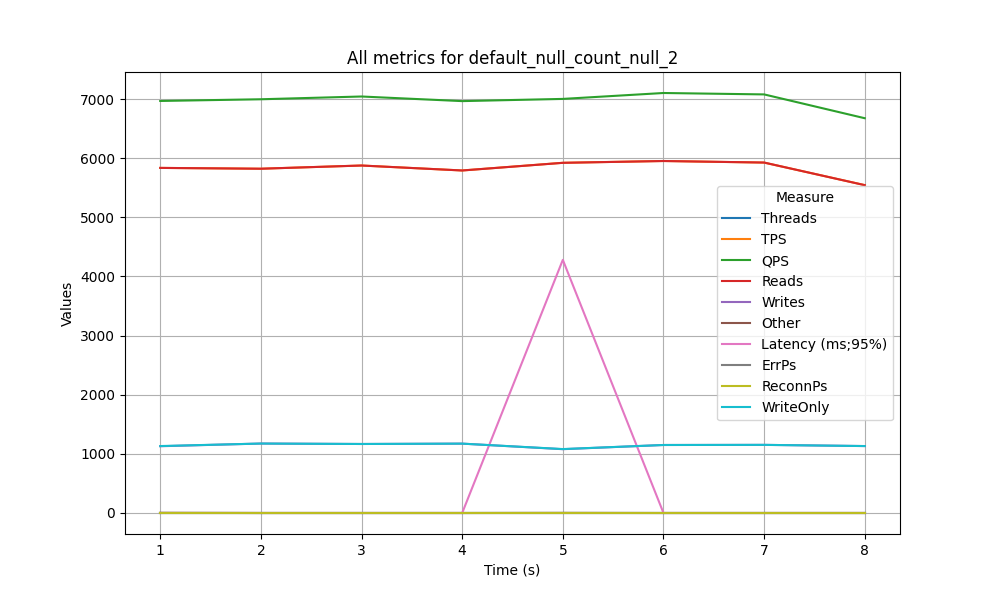 All metrics for default_null_count_null_2
Values
7000
6000
5000
4000
3000
2000
1000
0
Measure
Threads
TPS
QPS
Reads
Writes
Other
Latency (ms;95%)
ErrPs
ReconnPs
WriteOnly
1 2 3 4 5 6 7 8
Time (s)